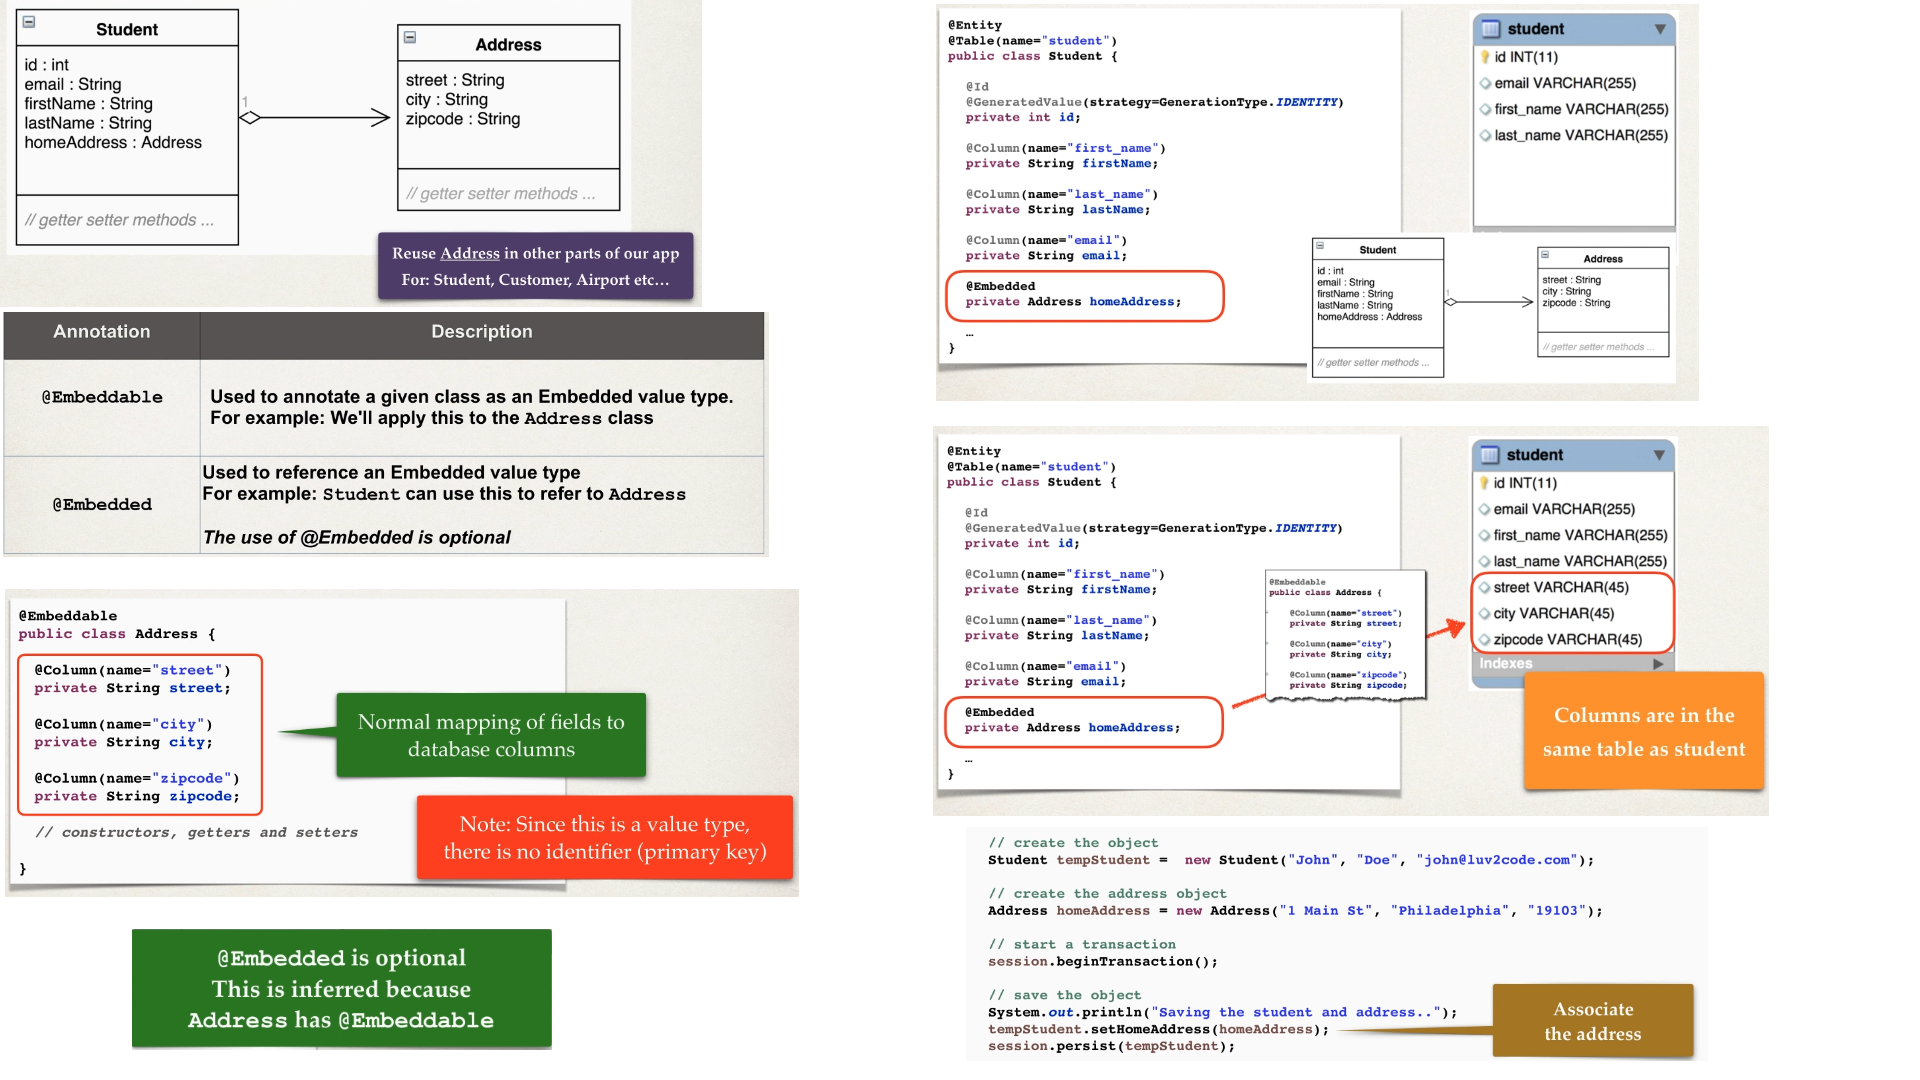 Student
id : int
email : String
firstName : String
lastName : String
homeAddress : Address
// getter setter methods ...
1
Address
street : String
city : String
zipcode : String
// getter setter methods ...
Reuse Address in other parts of our app
For: Student, Customer, Airport etc...
Annotation Description
@Embeddable
Used to annotate a given class as an Embedded value type.
For example: We'll apply this to the Address class
@Embedded
Used to reference an Embedded value type
For example: Student can use this to refer to Address
The use of @Embedded is optional
@Embeddable
public class Address {
@Column(name="street")
private String street;
@Column(name="city")
private String city;
@Column(name="zipcode")
private String zipcode;
// constructors, getters and setters
}
Normal mapping of fields to
database columns
Note: Since this is a value type,
there is no identifier (primary key)
@Embedded is optional
This is inferred because
Address has @Embeddable
@Entity
@Table(name="student")
public class Student {
@Id
@GeneratedValue(strategy=GenerationType.IDENTITY)
private int id;
@Column(name="first_name")
private String firstName;
@Column(name="last_name")
private String lastName;
@Column(name="email")
private String email;
@Embedded
private Address homeAddress;
…
}
student
id INT(11)
email VARCHAR(255)
first_name VARCHAR(255)
last_name VARCHAR(255)
Student
id : int
email : String
firstName : String
lastName : String
homeAddress : Address
// getter setter methods ...
1
Address
street : String
city : String
zipcode : String
// getter setter methods ...
@Entity
@Table(name="student")
public class Student {
@Id
@GeneratedValue(strategy=GenerationType.IDENTITY)
private int id;
@Column(name="first_name")
private String firstName;
@Column(name="last_name")
private String lastName;
@Column(name="email")
private String email;
@Embedded
private Address homeAddress;
…
}
@Embeddable
public class Address {
@Column(name="street")
private String street;
@Column(name="city")
private String city;
@Column(name="zipcode")
private String zipcode;
student
id INT(11)
email VARCHAR(255)
first_name VARCHAR(255)
last_name VARCHAR(255)
street VARCHAR(45)
city VARCHAR(45)
zipcode VARCHAR(45)
Indexes
Columns are in the
same table as student
// create the object
Student tempStudent = new Student("John", "Doe", "john@luv2code.com");
// create the address object
Address homeAddress = new Address("1 Main St", "Philadelphia", "19103");
// start a transaction
session.beginTransaction();
// save the object
System.out.println("Saving the student and address..");
tempStudent.setHomeAddress(homeAddress);
session.persist(tempStudent);
Associate
the address